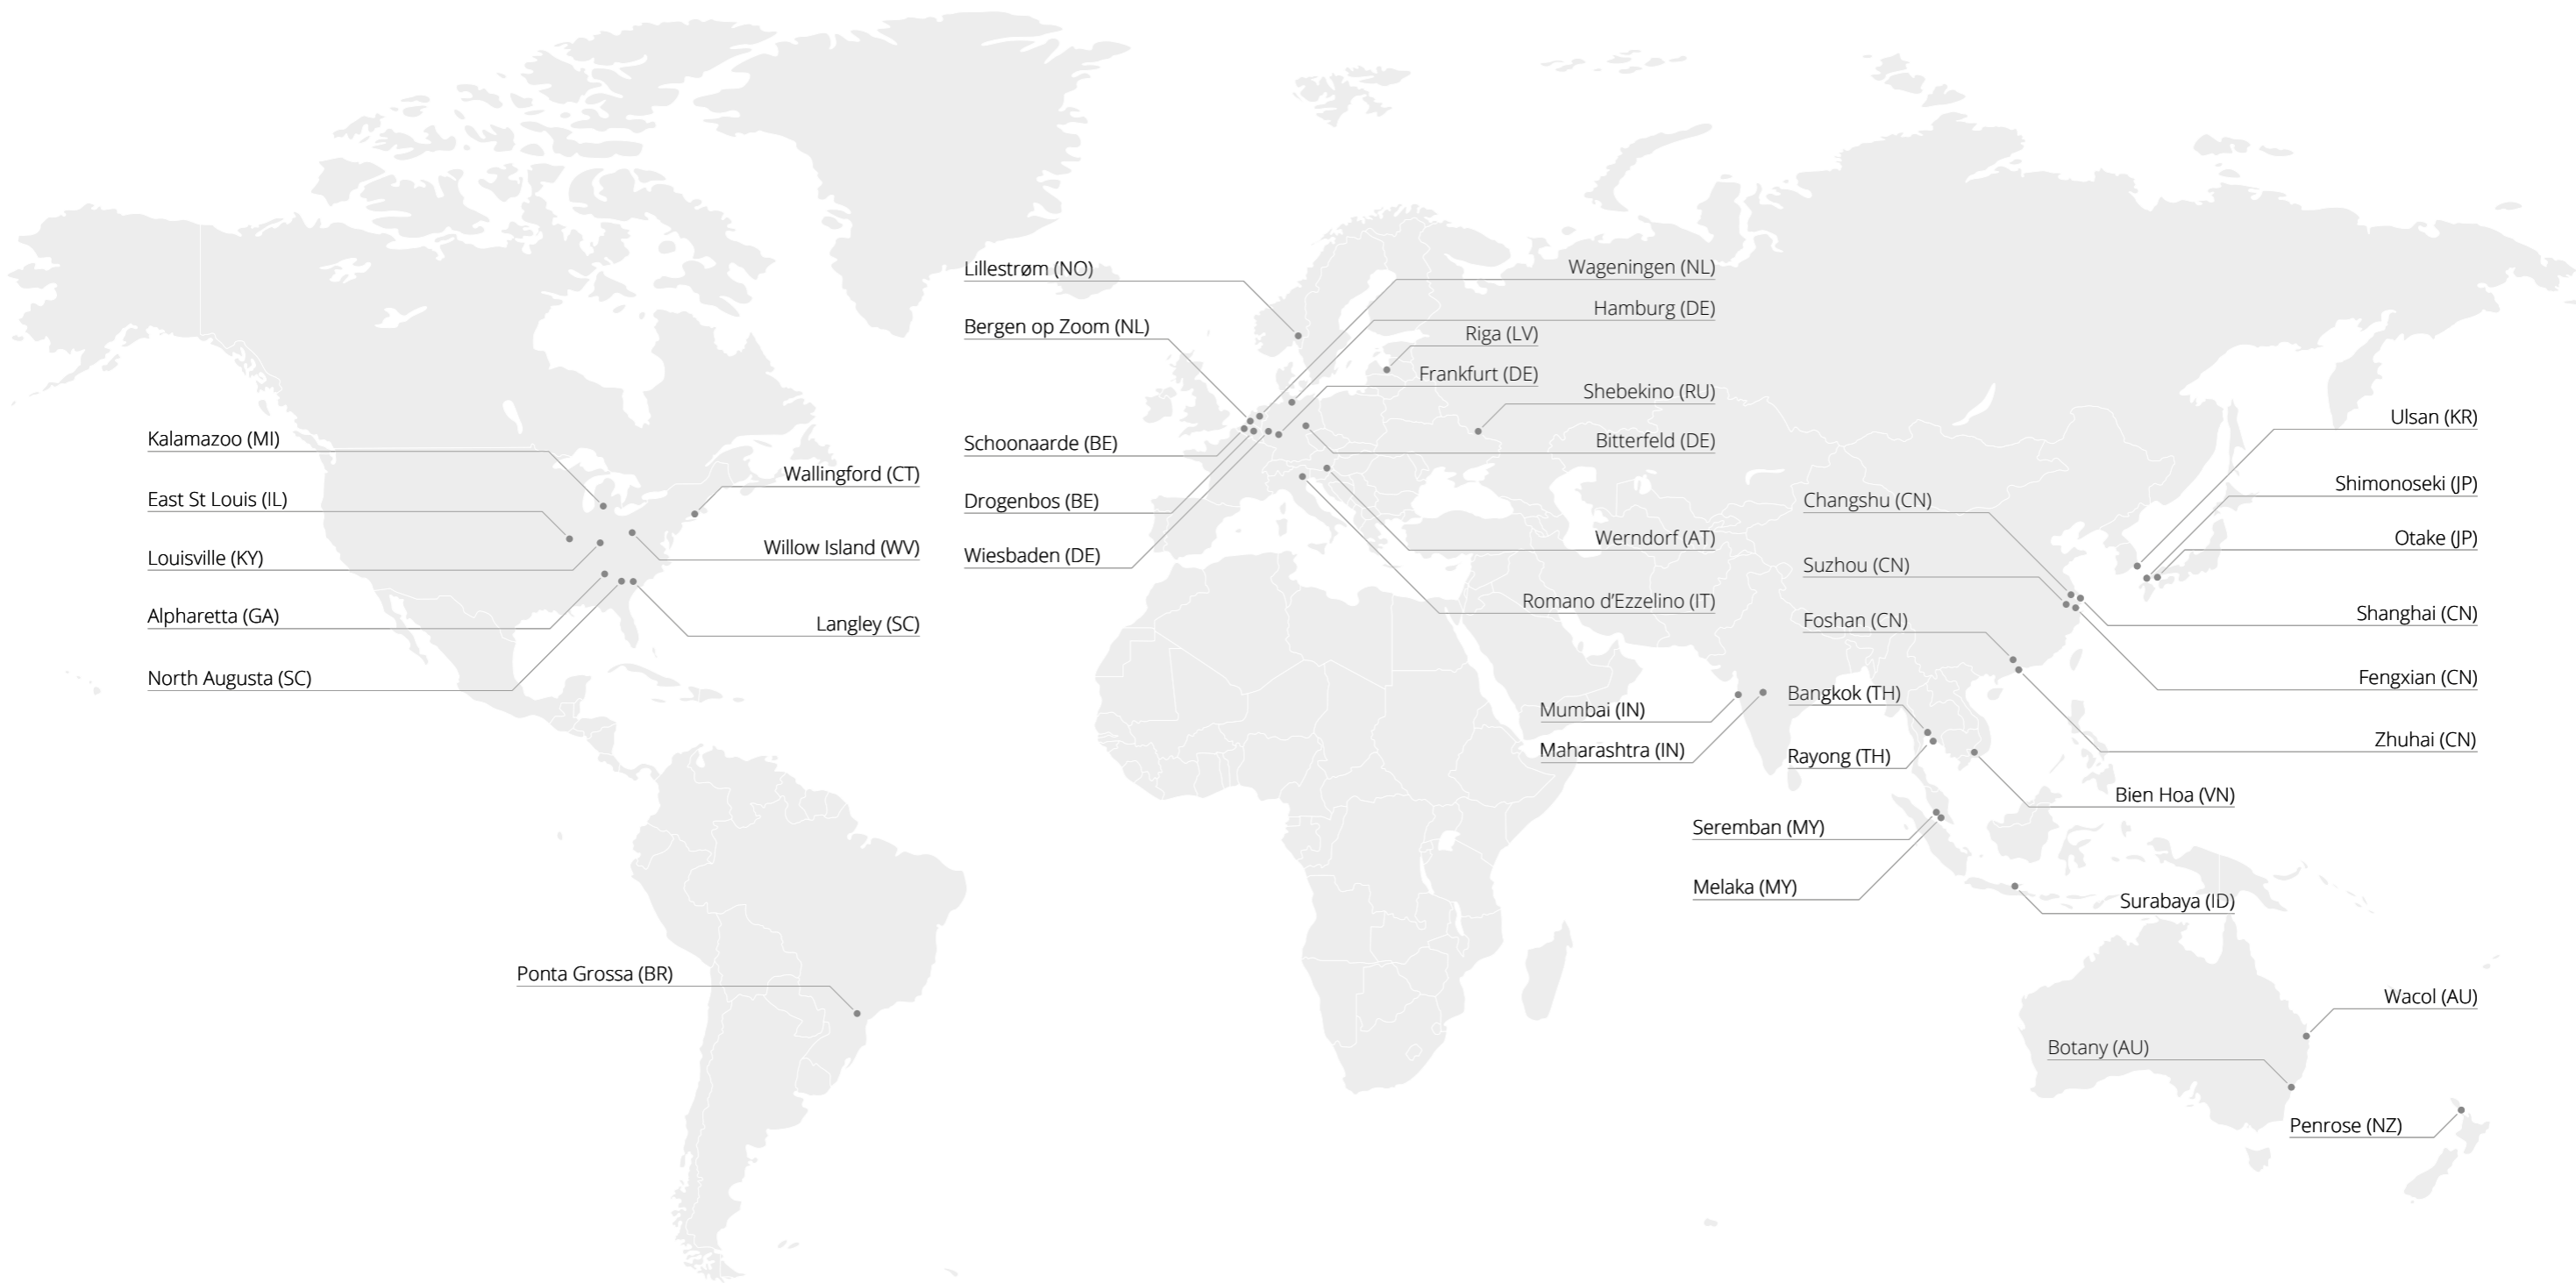 Kalamazoo (MI)
East St Louis (IL)
Louisville (KY)
Alpharetta (GA)
North Augusta (SC)
Wallingford (CT)
Willow Island (WV)
Langley (SC)
Ponta Grossa (BR)
Lillestrøm (NO)
Bergen op Zoom (NL)
Schoonaarde (BE)
Drogenbos (BE)
Wiesbaden (DE)
Wageningen (NL)
Hamburg (DE)
Riga (LV)
Frankfurt (DE)
Shebekino (RU)
Bitterfeld (DE)
Werndorf (AT)
Romano d’Ezzelino (IT)
Mumbai (IN)
Maharashtra (IN)
Changshu (CN)
Suzhou (CN)
Foshan (CN)
Bangkok (TH)
Rayong (TH)
Seremban (MY)
Melaka (MY)
Ulsan (KR)
Shimonoseki (JP)
Otake (JP)
Shanghai (CN)
Fengxian (CN)
Zhuhai (CN)
Bien Hoa (VN)
Surabaya (ID)
Wacol (AU)
Botany (AU)
Penrose (NZ)